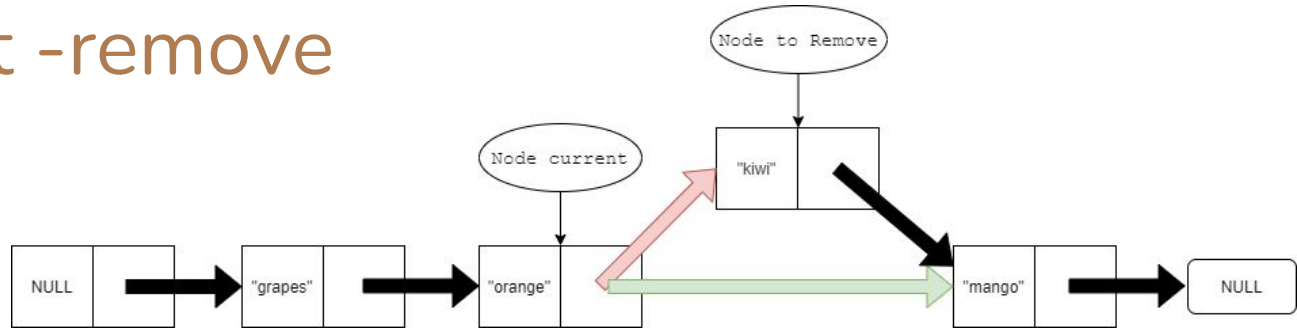 t -remove
Node to Remove
Node current
"kiwi"
NULL
"grapes"
"orange"
"mango"
NULL